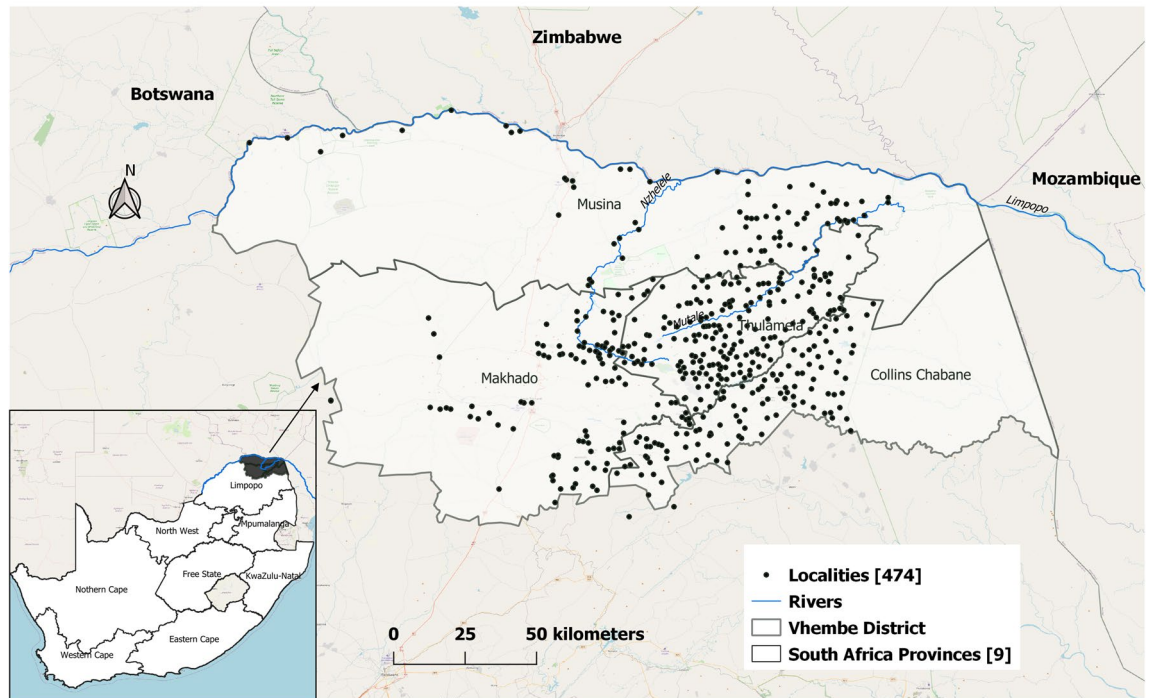 Zimbabwe
Botswana
N
Mozambique
Limpopo
Nzhelele
Musina
Mutale
Thulamela
Makhado
Collins Chabane
Limpopo
North West
Mpumalanga
Free State
KwaZulu-Natal
Nothern Cape
Eastern Cape
Western Cape
0 25 50 kilometers
Localities [474]
Rivers
Vhembe District
South Africa Provinces [9]